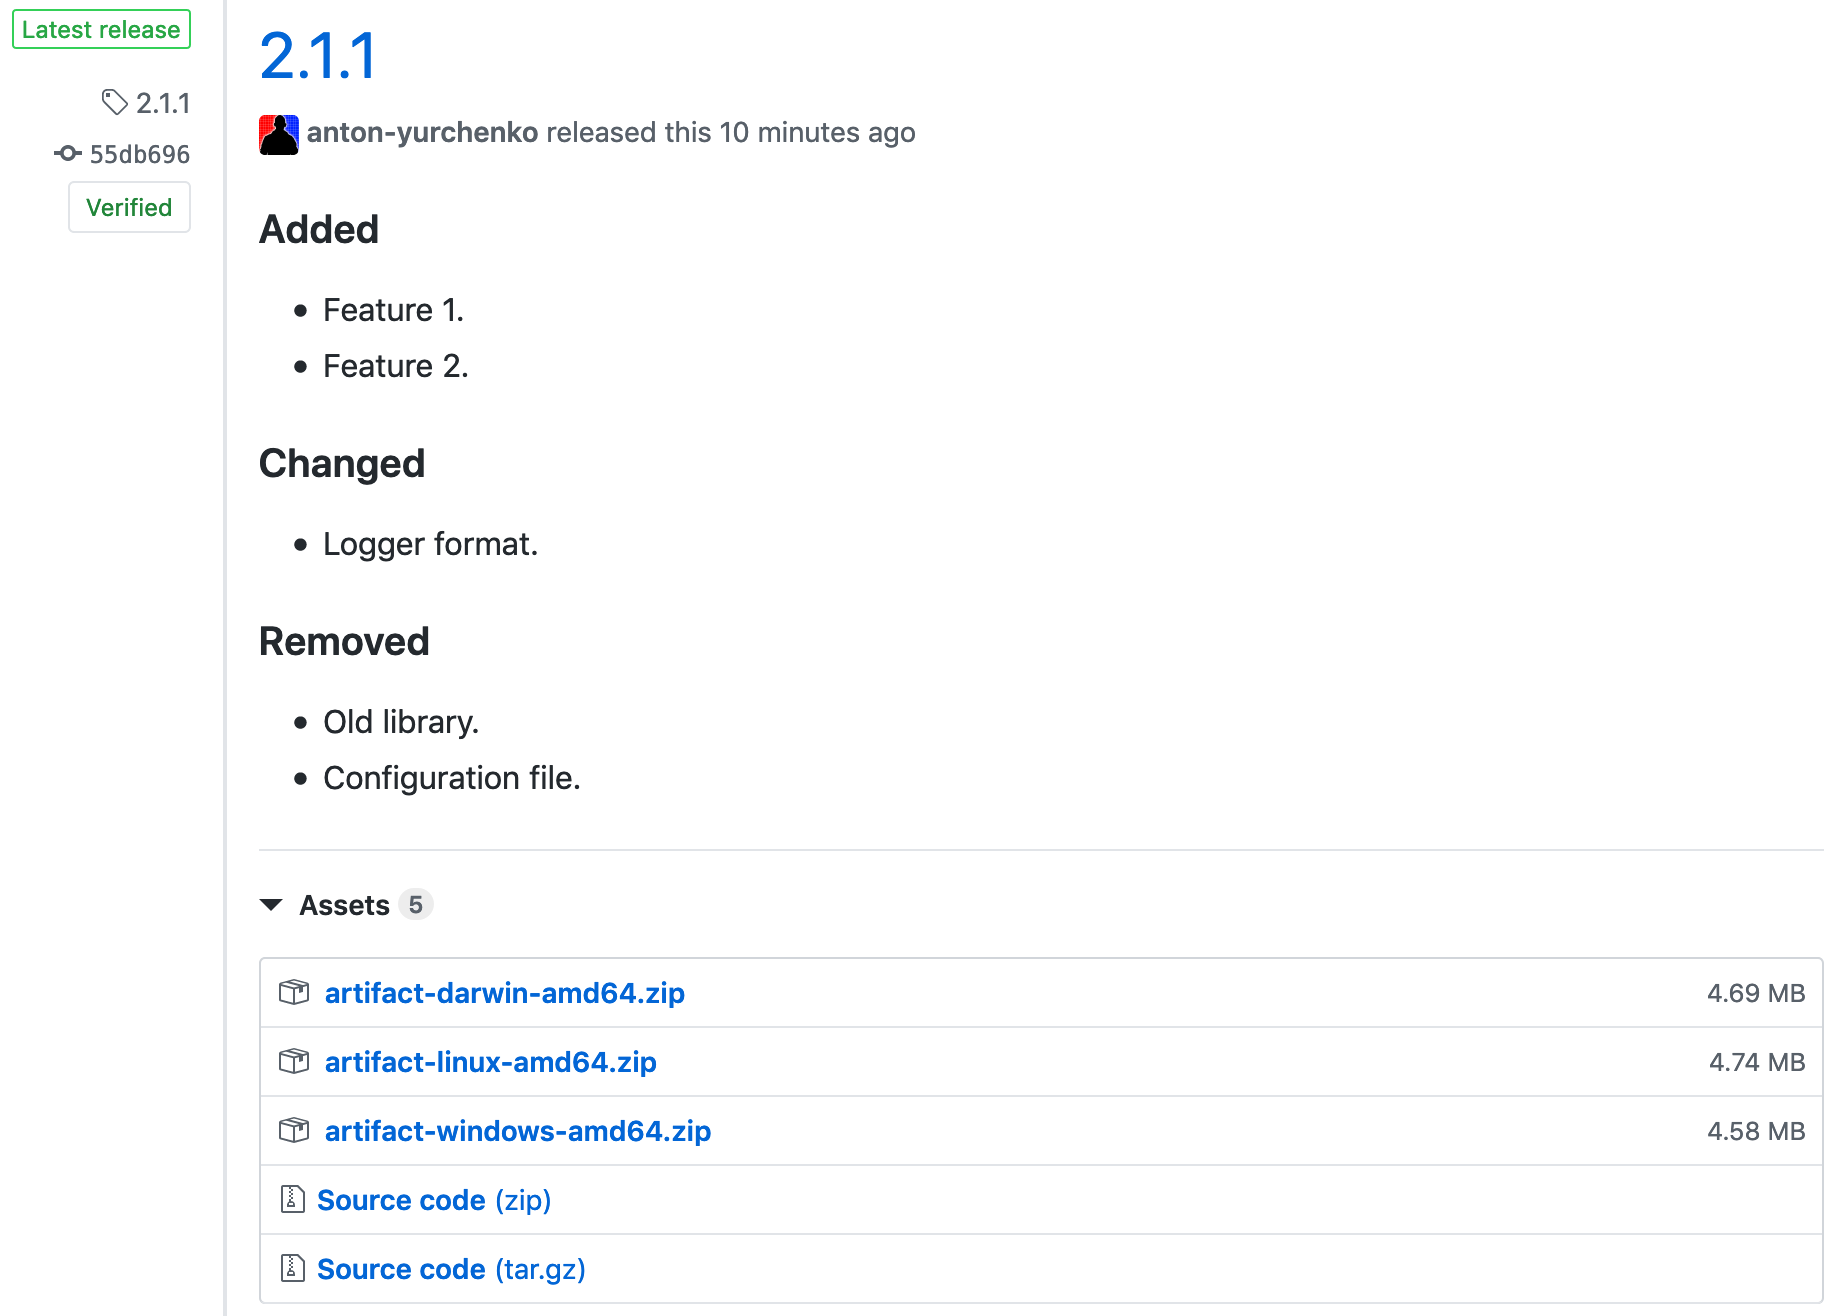 Latest release
2.1.1
55db696
Verified
2.1.1
anton-yurchenko released this 10 minutes ago
Added
• Feature 1.
• Feature 2.
Changed
• Logger format.
Removed
• Old library.
• Configuration file.
Assets 5
artifact-darwin-amd64.zip 4.69 MB
artifact-linux-amd64.zip 4.74 MB
artifact-windows-amd64.zip 4.58 MB
Source code (zip)
Source code (tar.gz)